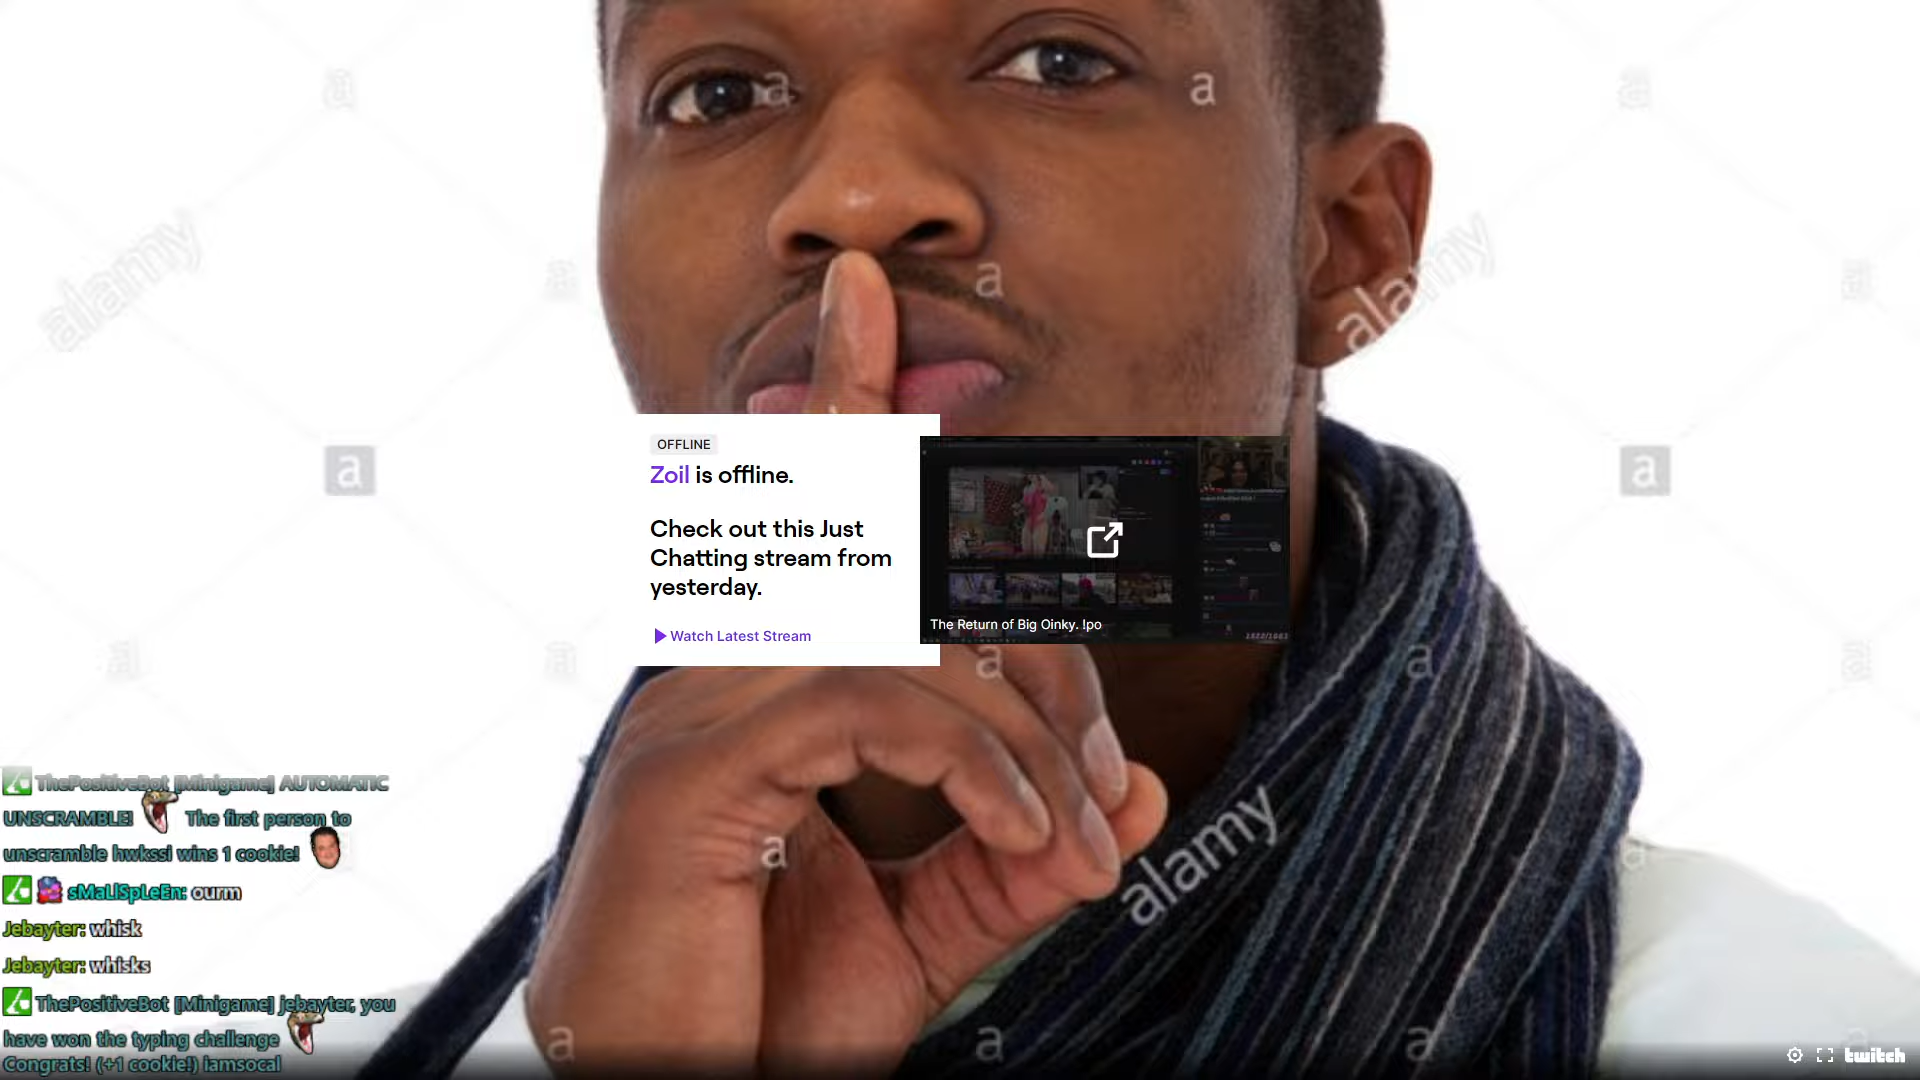 a
a
a
a
alamy
a
a
alamy
a
OFFLINE
Zoil is offline.
Check out this Just
Chatting stream from
yesterday.
Watch Latest Stream
The Return of Big Oinky. !po
a
a
a
a
a
a
a
ThePositiveBot [Minigame] AUTOMATIC
UNSCRAMBLE! The first person to
unscramble hwkssi wins 1 cookie!
sMaLlSpLeEn: ourm
Jebayter: whisk
Jebayter: whisks
ThePositiveBot [Minigame] jebayter, you
have won the typing challenge
Congrats! (+1 cookie!) iamsocal
a
alamy
a
a
a
a
twitch